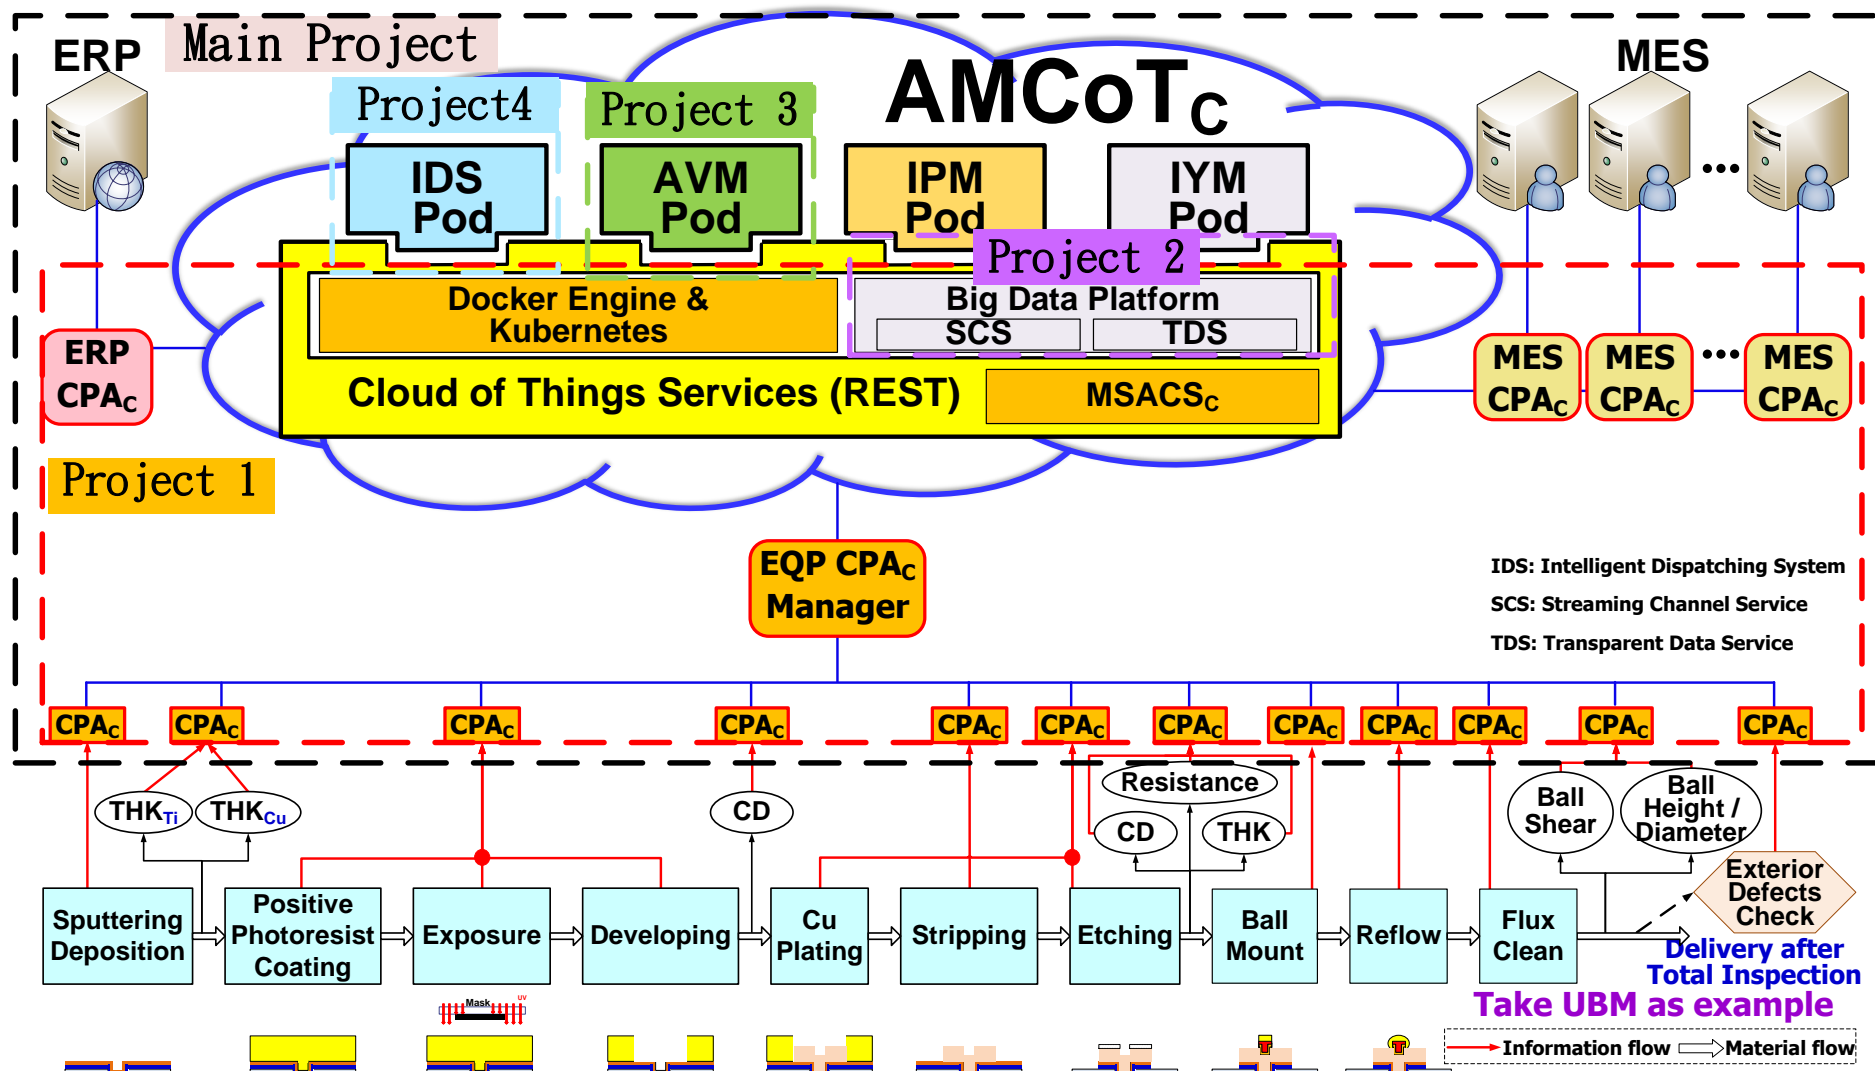 ERP
Main Project
AMCoTC
MES
Project4
Project 3
IDS
Pod
AVM
Pod
IPM
Pod
IYM
Pod
...
Project 2
Docker Engine &
Kubernetes
Big Data Platform
SCS
TDS
Cloud of Things Services (REST)
MSACSC
ERP
CPAC
MES
CPAC
MES
CPAC
...
MES
CPAC
Project 1
EQP CPAC
Manager
IDS: Intelligent Dispatching System
SCS: Streaming Channel Service
TDS: Transparent Data Service
CPAC
CPAC
CPAC
CPAC
CPAC
CPAC
CPAC
CPAC
CPAC
CPAC
CPAC
CPAC
THKTi
THKCu
CD
Resistance
CD
THK
Ball
Shear
Ball
Height /
Diameter
Exterior
Defects
Check
Sputtering
Deposition
Positive
Photoresist
Coating
Exposure
Developing
Cu
Plating
Stripping
Etching
Ball
Mount
Reflow
Flux
Clean
Delivery after
Total Inspection
Take UBM as example
Mask
UV
Information flow
Material flow